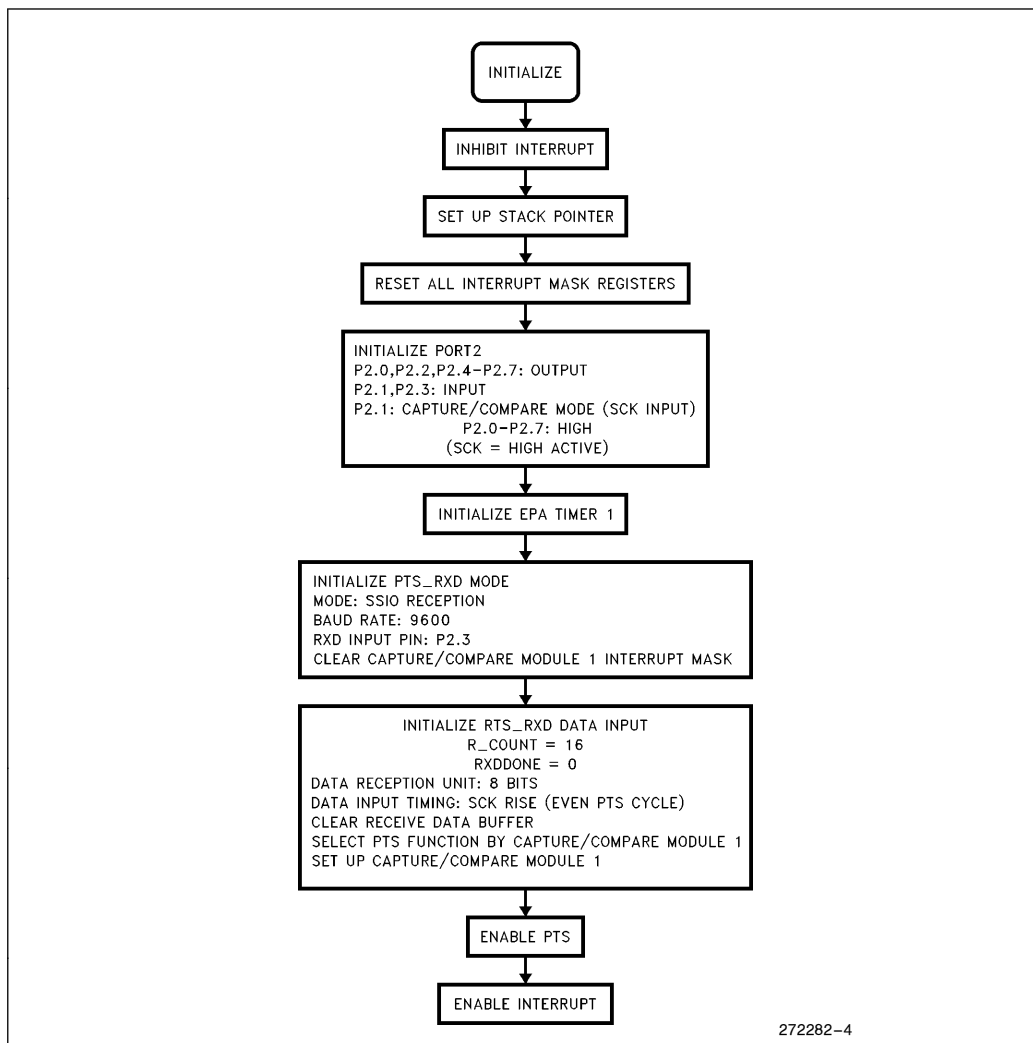 INITIALIZE
INHIBIT INTERRUPT
SET UP STACK POINTER
RESET ALL INTERRUPT MASK REGISTERS
INITIALIZE PORT2
P2.0,P2.2,P2.4–P2.7: OUTPUT
P2.1,P2.3: INPUT
P2.1: CAPTURE/COMPARE MODE (SCK INPUT)
P2.0–P2.7: HIGH
(SCK = HIGH ACTIVE)
INITIALIZE EPA TIMER 1
INITIALIZE PTS_RXD MODE
MODE: SSIO RECEPTION
BAUD RATE: 9600
RXD INPUT PIN: P2.3
CLEAR CAPTURE/COMPARE MODULE 1 INTERRUPT MASK
INITIALIZE RTS_RXD DATA INPUT
R_COUNT = 16
RXDDONE = 0
DATA RECEPTION UNIT: 8 BITS
DATA INPUT TIMING: SCK RISE (EVEN PTS CYCLE)
CLEAR RECEIVE DATA BUFFER
SELECT PTS FUNCTION BY CAPTURE/COMPARE MODULE 1
SET UP CAPTURE/COMPARE MODULE 1
ENABLE PTS
ENABLE INTERRUPT
272282–4